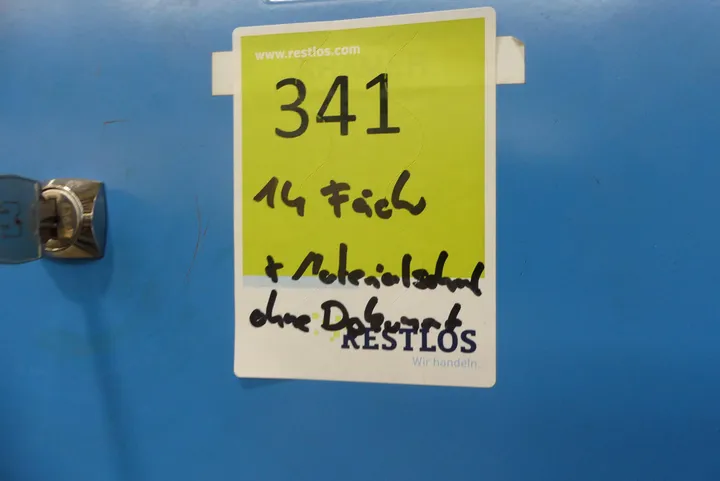 www.restlos.com
341
14 Fäch
+ Materialschrank
ohne Dokument
RESTLOS
Wir handeln